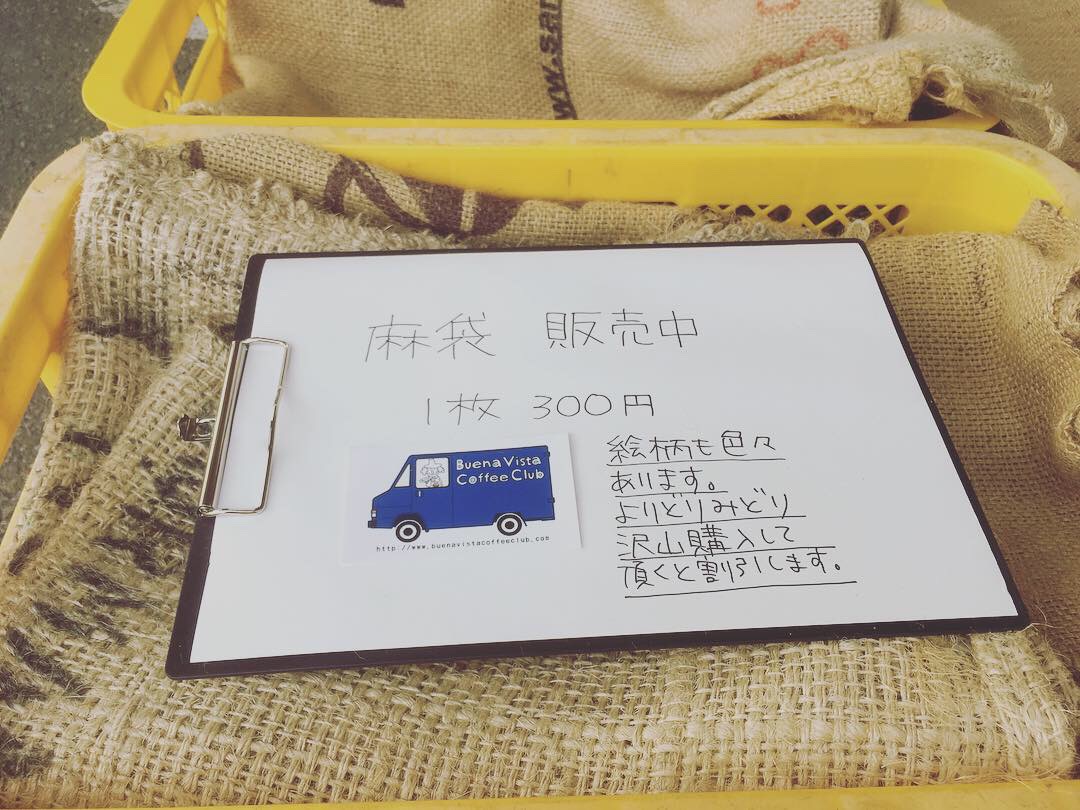 www.sar
麻袋 販売中
1枚 300円
Buena Vista
Coffee Club
http://www.buenavistacoffeeclub.com
絵柄も色々
あります。
よりどりみどり
沢山購入して
頂くと割引します。